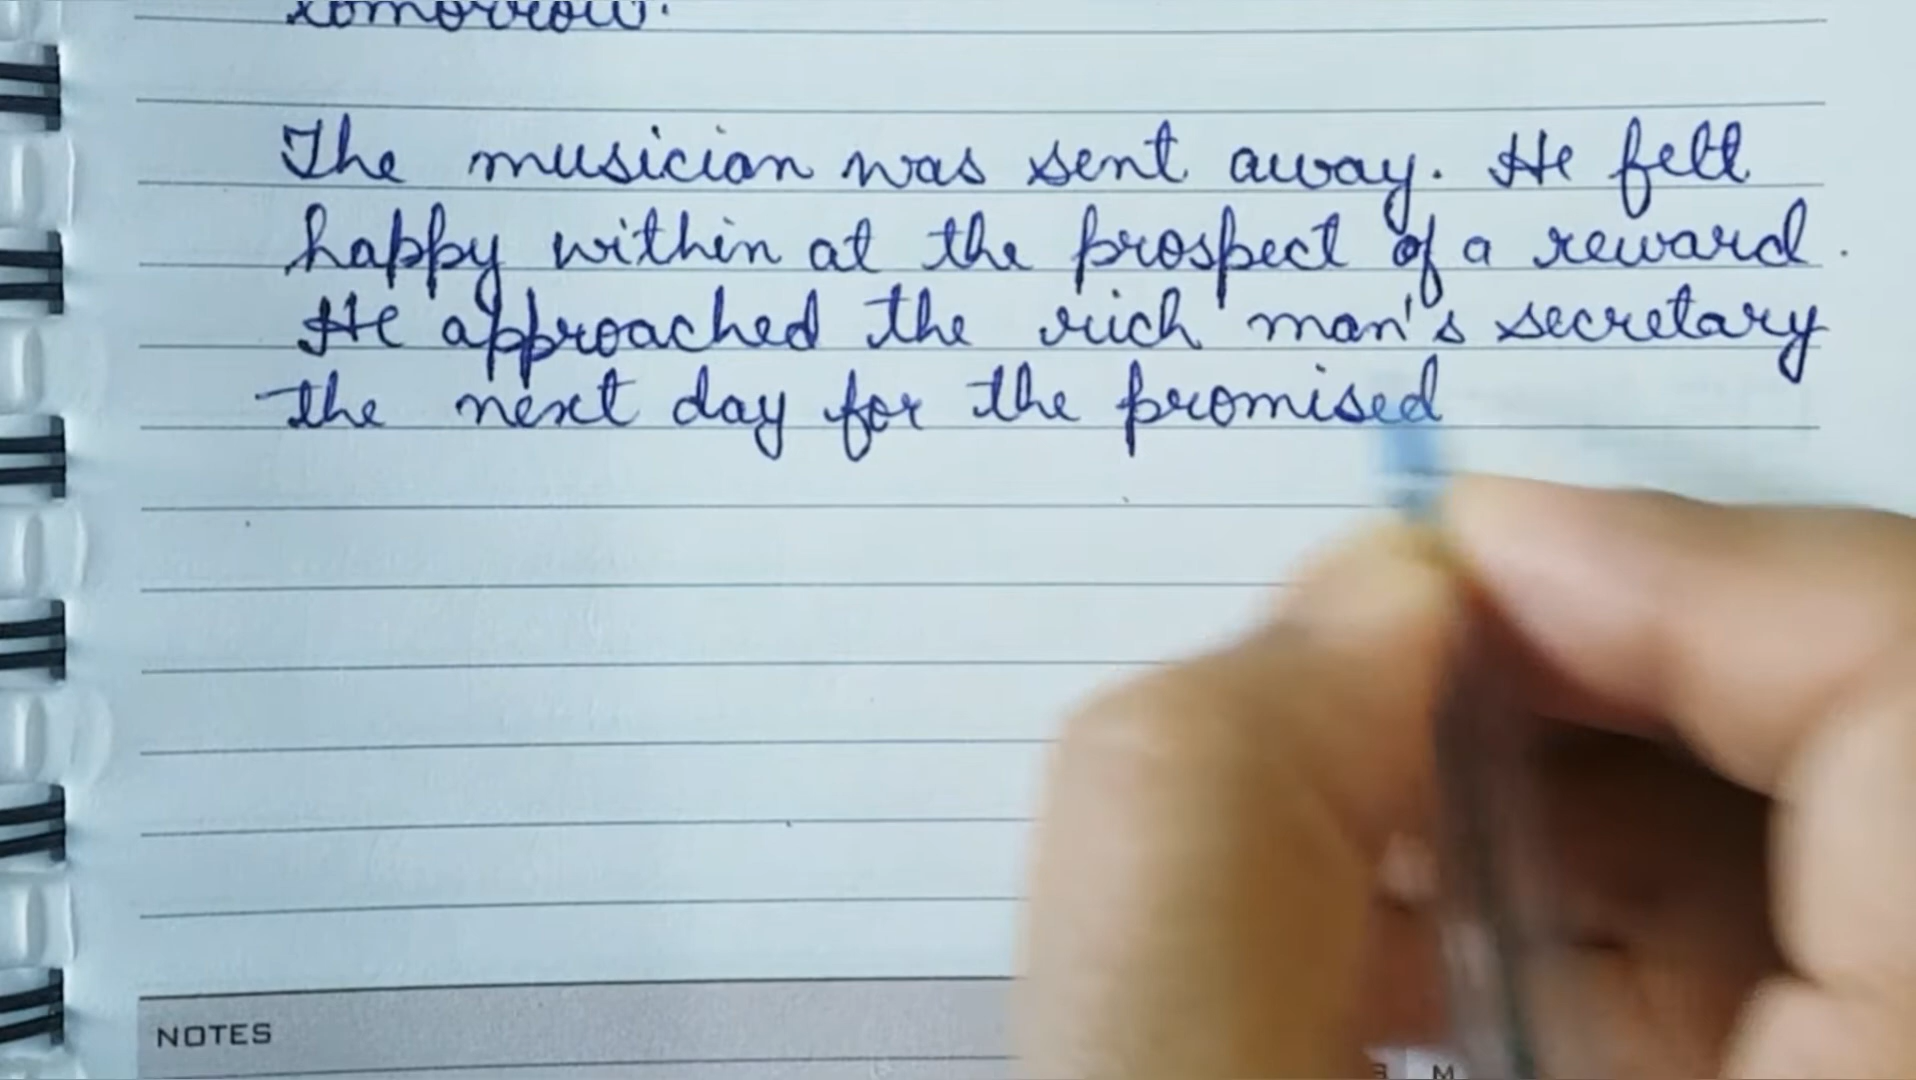 tomorrow.
The musician was sent away. He felt
happy within at the prospect of a reward.
He approached the rich man's secretary
the next day for the promised
NOTES
M